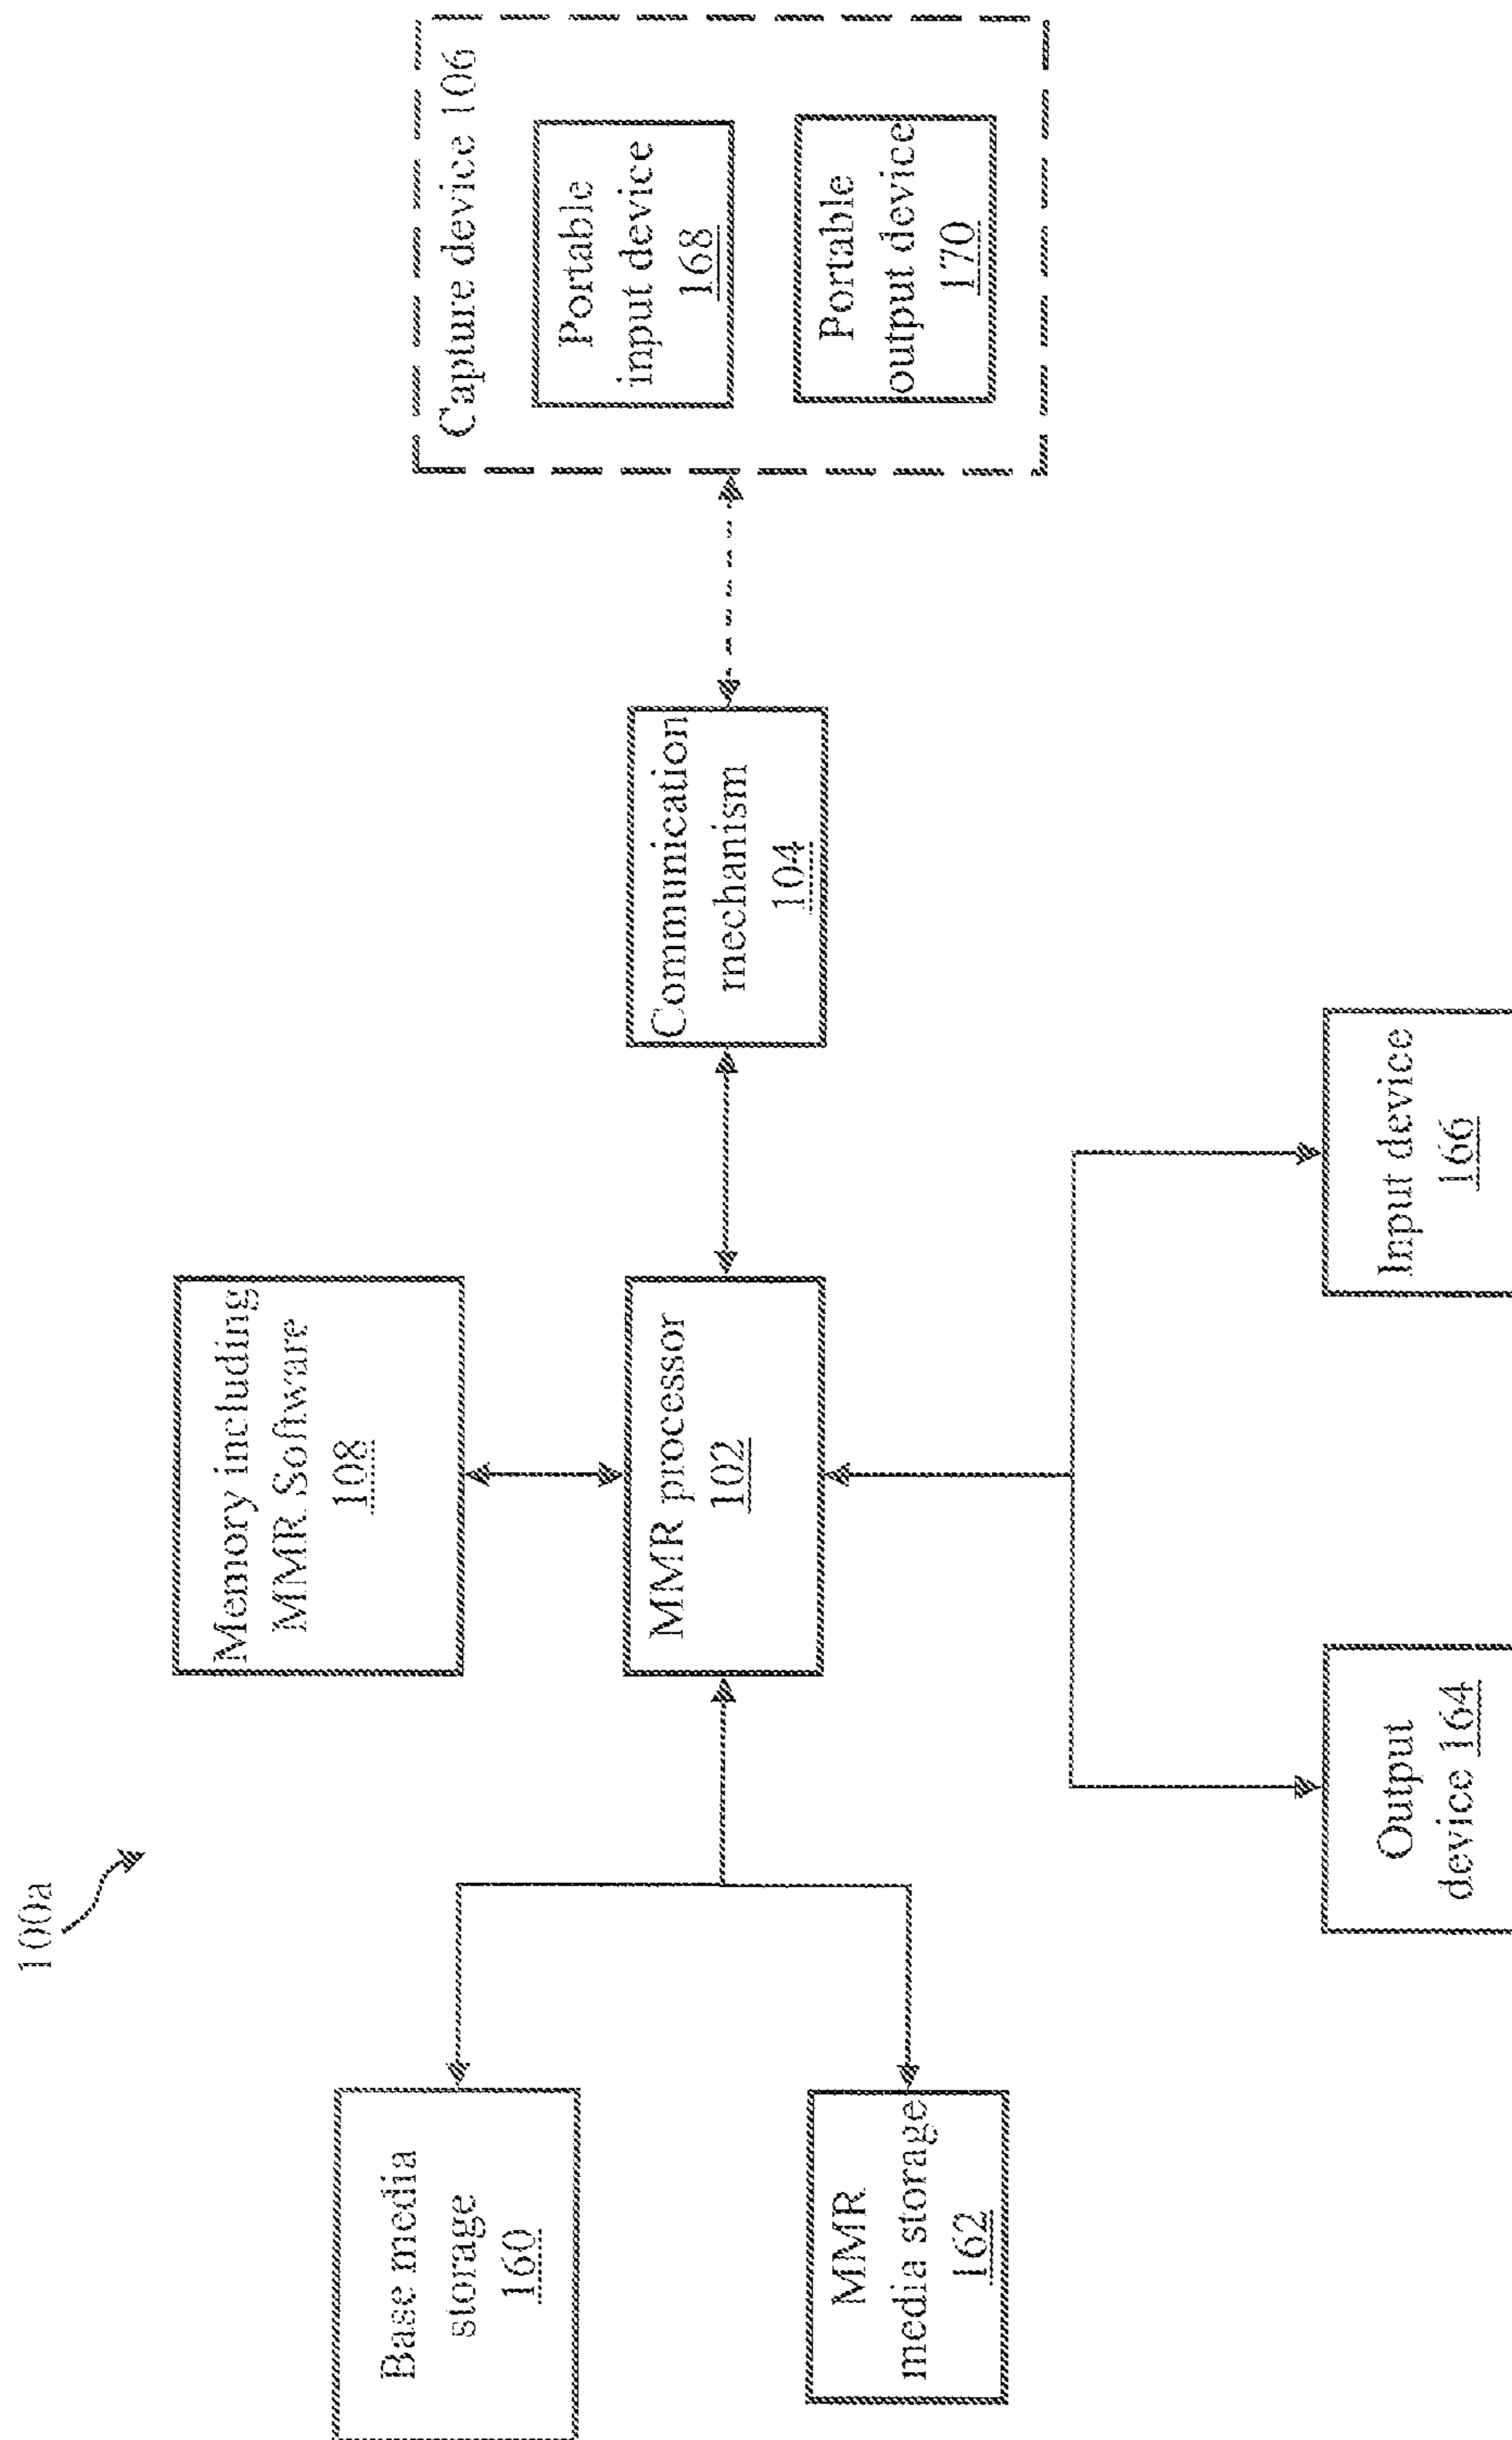 100a
Memory including
MMR Software
108
Capture device 106
Portable
input device
168
Portable
output device
170
Base media
storage
160
MMR processor
102
Communication
mechanism
104
MMR
media storage
162
Output
device 164
Input device
166